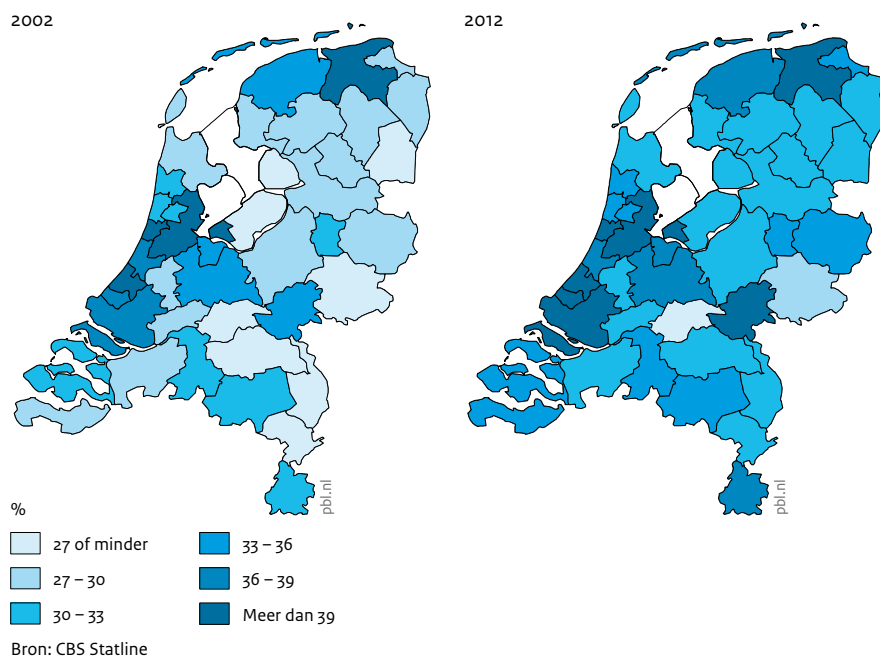 2002
2012
pbl.nl
pbl.nl
%
27 of minder
27 – 30
30 – 33
33 – 36
36 – 39
Meer dan 39
Bron: CBS Statline